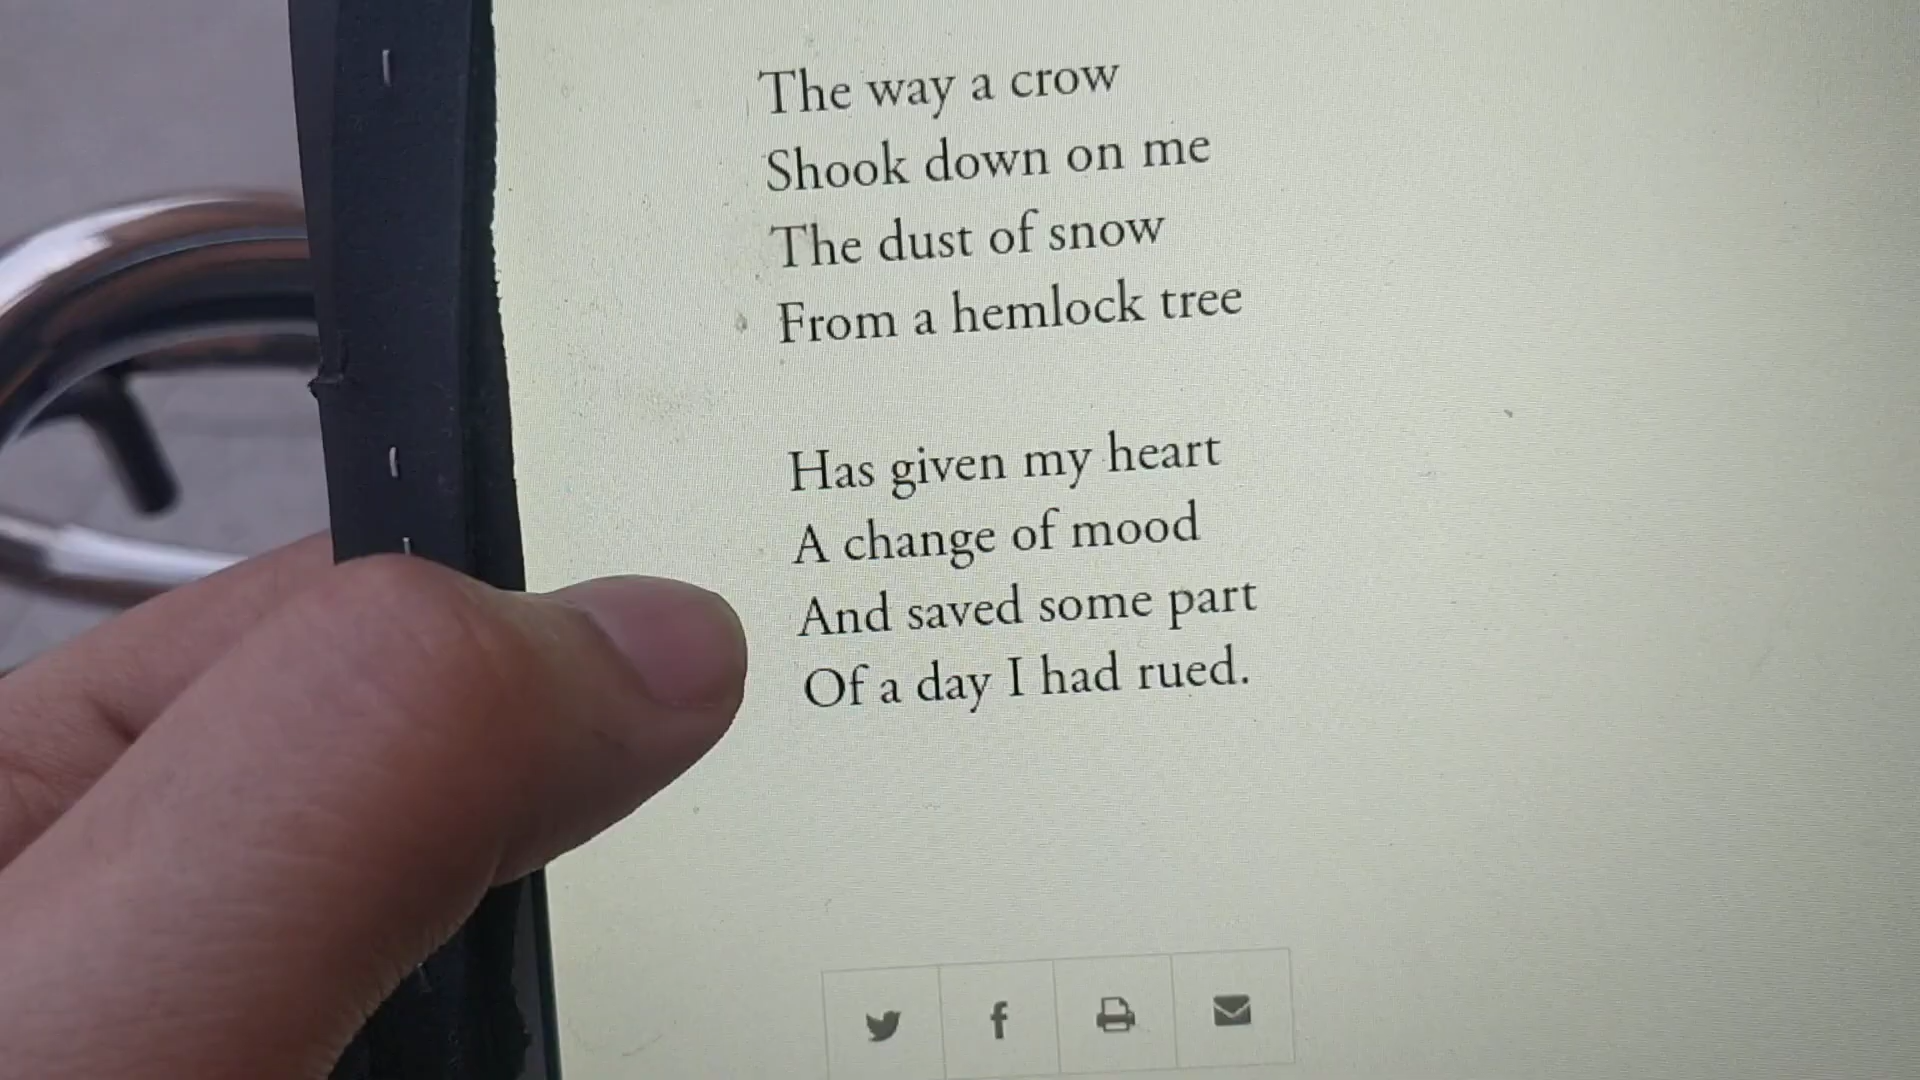 The way a crow
Shook down on me
The dust of snow
From a hemlock tree
Has given my heart
A change of mood
And saved some part
Of a day I had rued.